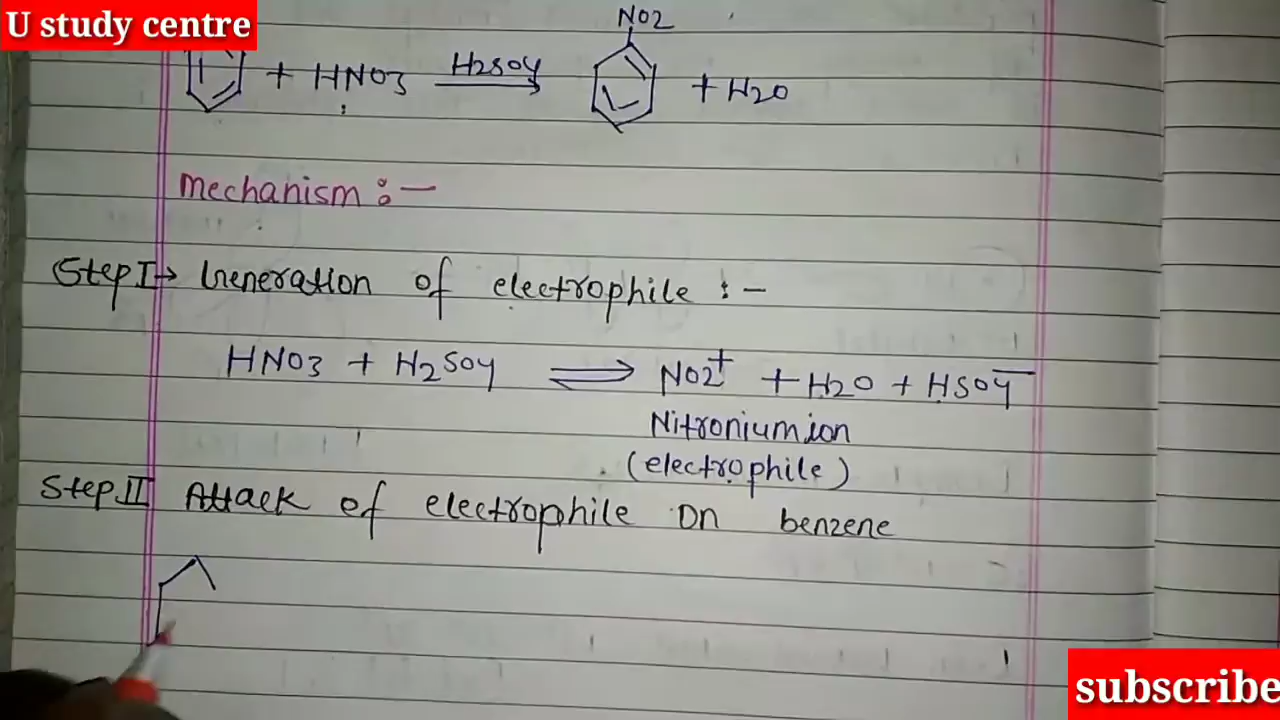 U study centre
NO2
+ HNO3 H2SO4 + H2O
Mechanism :-
Step I → Generation of electrophile :-
HNO3 + H2SO4 ⇌ NO2+ + H2O + HSO4-
Nitronium ion
(electrophile)
Step II Attack of electrophile on benzene
subscribe